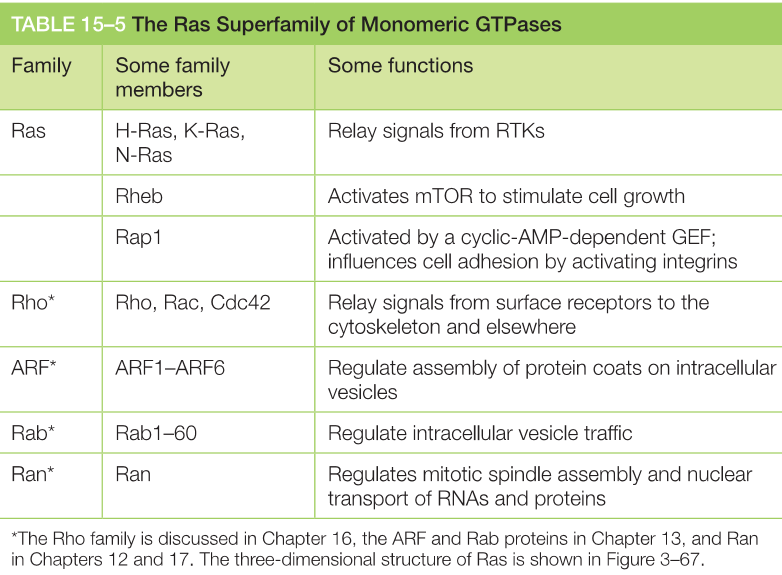 TABLE 15–5 The Ras Superfamily of Monomeric GTPases
Family Some family members Some functions
Ras H-Ras, K-Ras, N-Ras Relay signals from RTKs
Rheb Activates mTOR to stimulate cell growth
Rap1 Activated by a cyclic-AMP-dependent GEF;
influences cell adhesion by activating integrins
Rho* Rho, Rac, Cdc42 Relay signals from surface receptors to the
cytoskeleton and elsewhere
ARF* ARF1–ARF6 Regulate assembly of protein coats on intracellular
vesicles
Rab* Rab1–60 Regulate intracellular vesicle traffic
Ran* Ran Regulates mitotic spindle assembly and nuclear
transport of RNAs and proteins
*The Rho family is discussed in Chapter 16, the ARF and Rab proteins in Chapter 13, and Ran
in Chapters 12 and 17. The three-dimensional structure of Ras is shown in Figure 3–67.